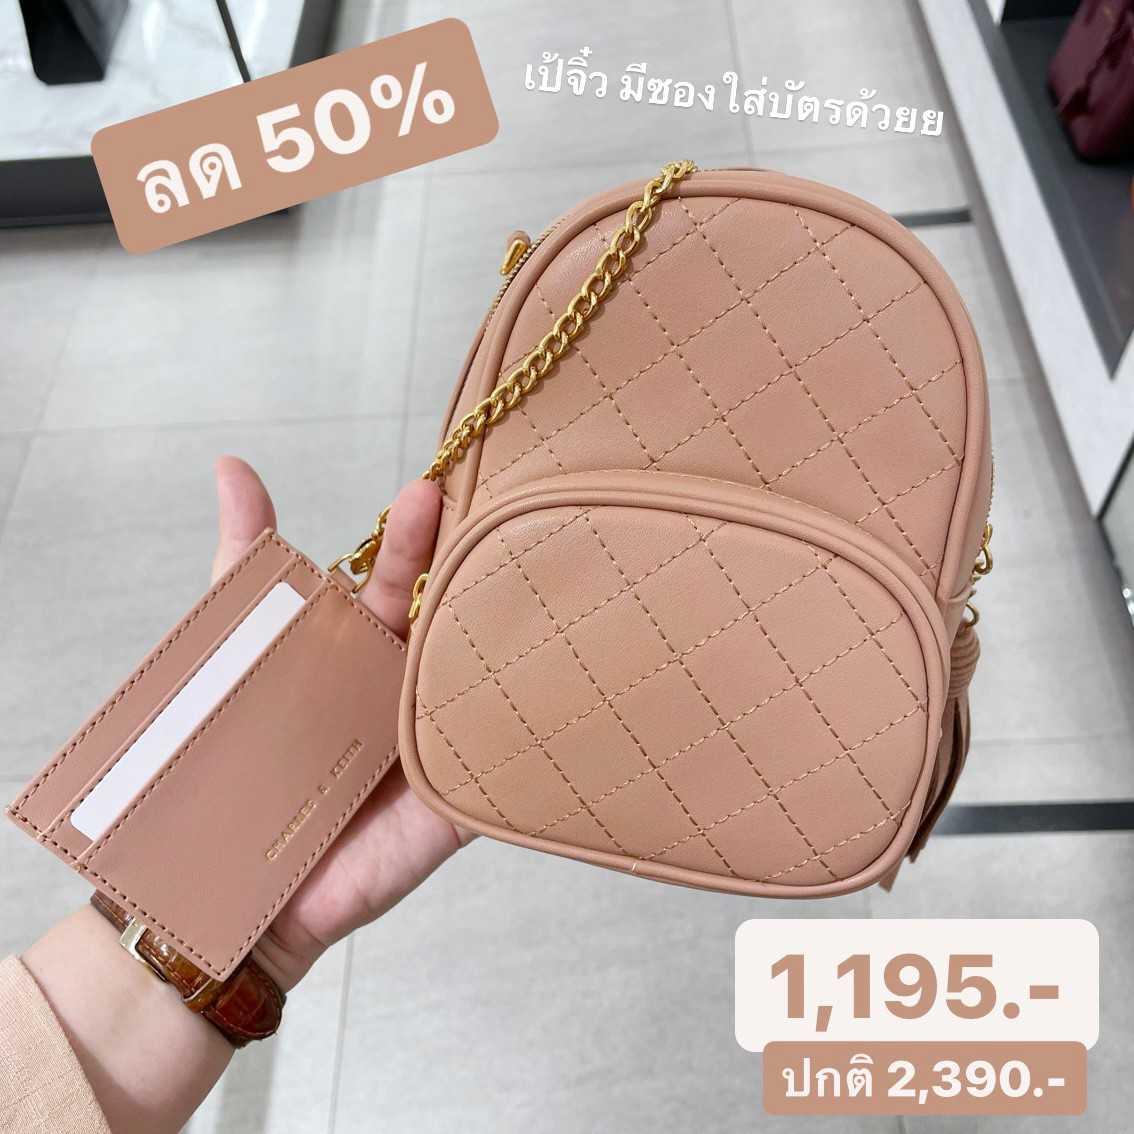 ลด 50%
เป้จิ๋ว มีซองใส่บัตรด้วยย
CHARLES & KEITH
1,195.-
ปกติ 2,390.-